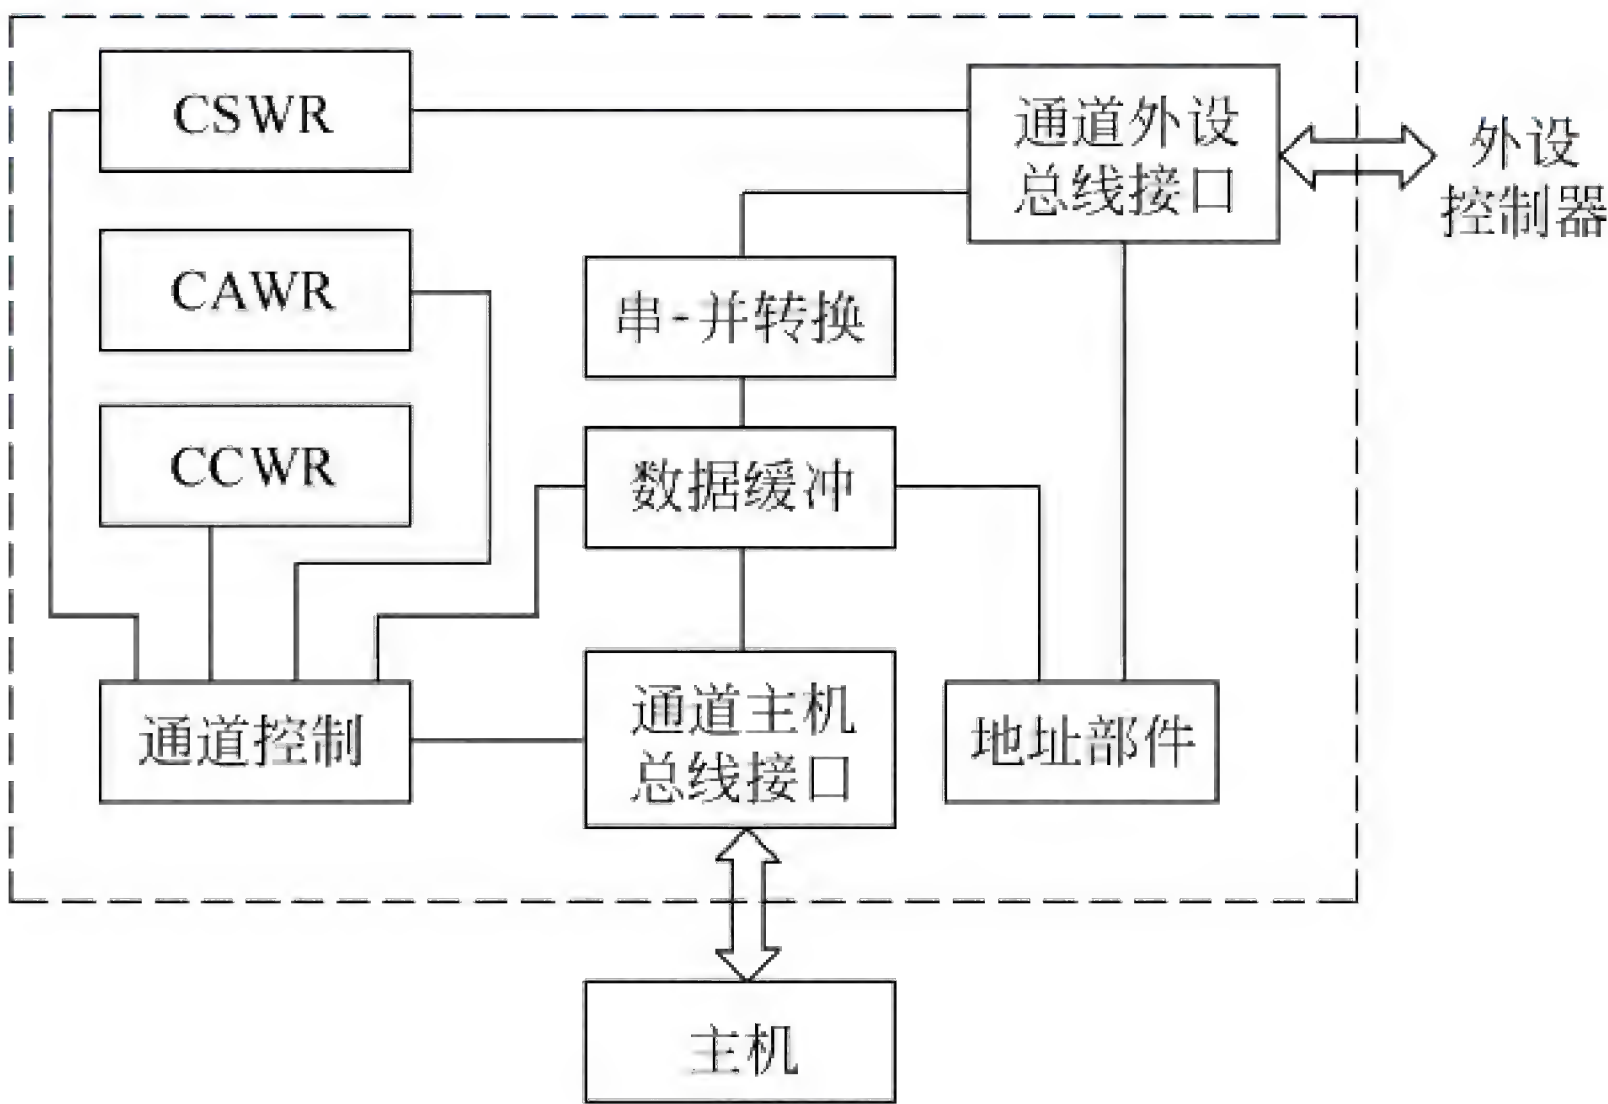 CSWR
通道外设
总线接口
外设
控制器
CAWR
串-并转换
CCWR
数据缓冲
通道控制
通道主机
总线接口
地址部件
主机